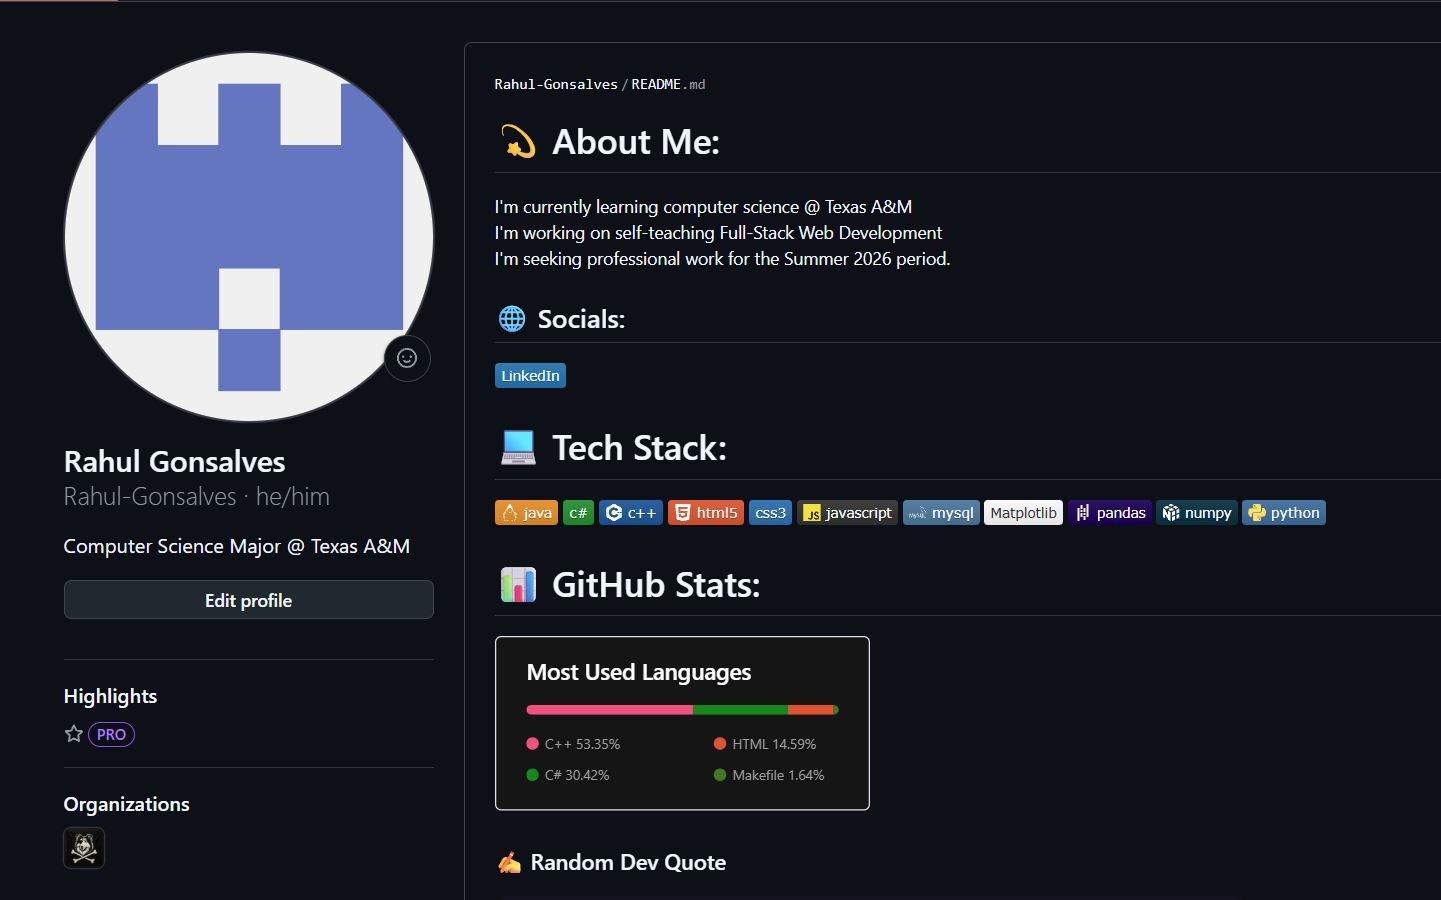 Rahul-Gonsalves/README.md
About Me:
I'm currently learning computer science @ Texas A&M
I'm working on self-teaching Full-Stack Web Development
I'm seeking professional work for the Summer 2026 period.
Socials:
LinkedIn
Tech Stack:
java c# c++ html5 css3 JS javascript MySQL mysql Matplotlib pandas numpy python
GitHub Stats:
Most Used Languages
C++ 53.35% HTML 14.59%
C# 30.42% Makefile 1.64%
Random Dev Quote
Rahul Gonsalves
Rahul-Gonsalves · he/him
Computer Science Major @ Texas A&M
Edit profile
Highlights
PRO
Organizations